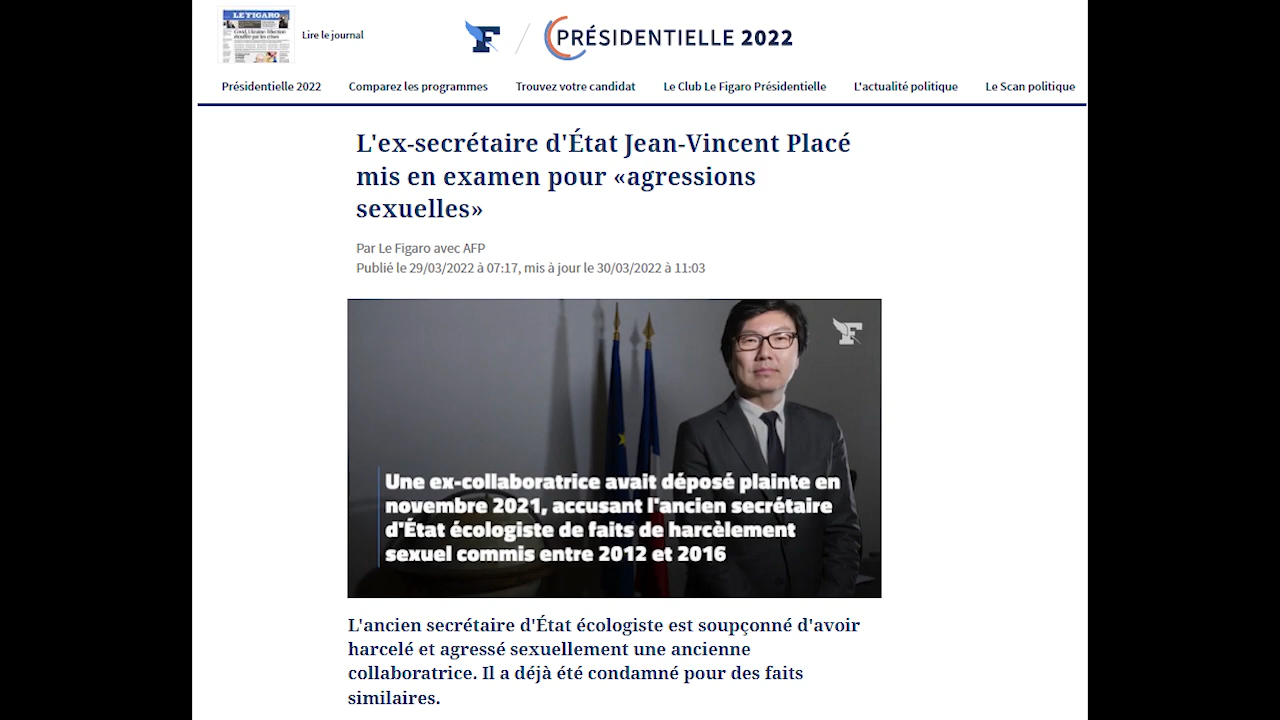 LE FIGARO
Lire le journal
F / PRÉSIDENTIELLE 2022
Présidentielle 2022 Comparez les programmes Trouvez votre candidat Le Club Le Figaro Présidentielle L'actualité politique Le Scan politique
L'ex-secrétaire d'État Jean-Vincent Placé
mis en examen pour «agressions
sexuelles»
Par Le Figaro avec AFP
Publié le 29/03/2022 à 07:17, mis à jour le 30/03/2022 à 11:03
F
Une ex-collaboratrice avait déposé plainte en
novembre 2021, accusant l'ancien secrétaire
d'État écologiste de faits de harcèlement
sexuel commis entre 2012 et 2016
L'ancien secrétaire d'État écologiste est soupçonné d'avoir
harcelé et agressé sexuellement une ancienne
collaboratrice. Il a déjà été condamné pour des faits
similaires.